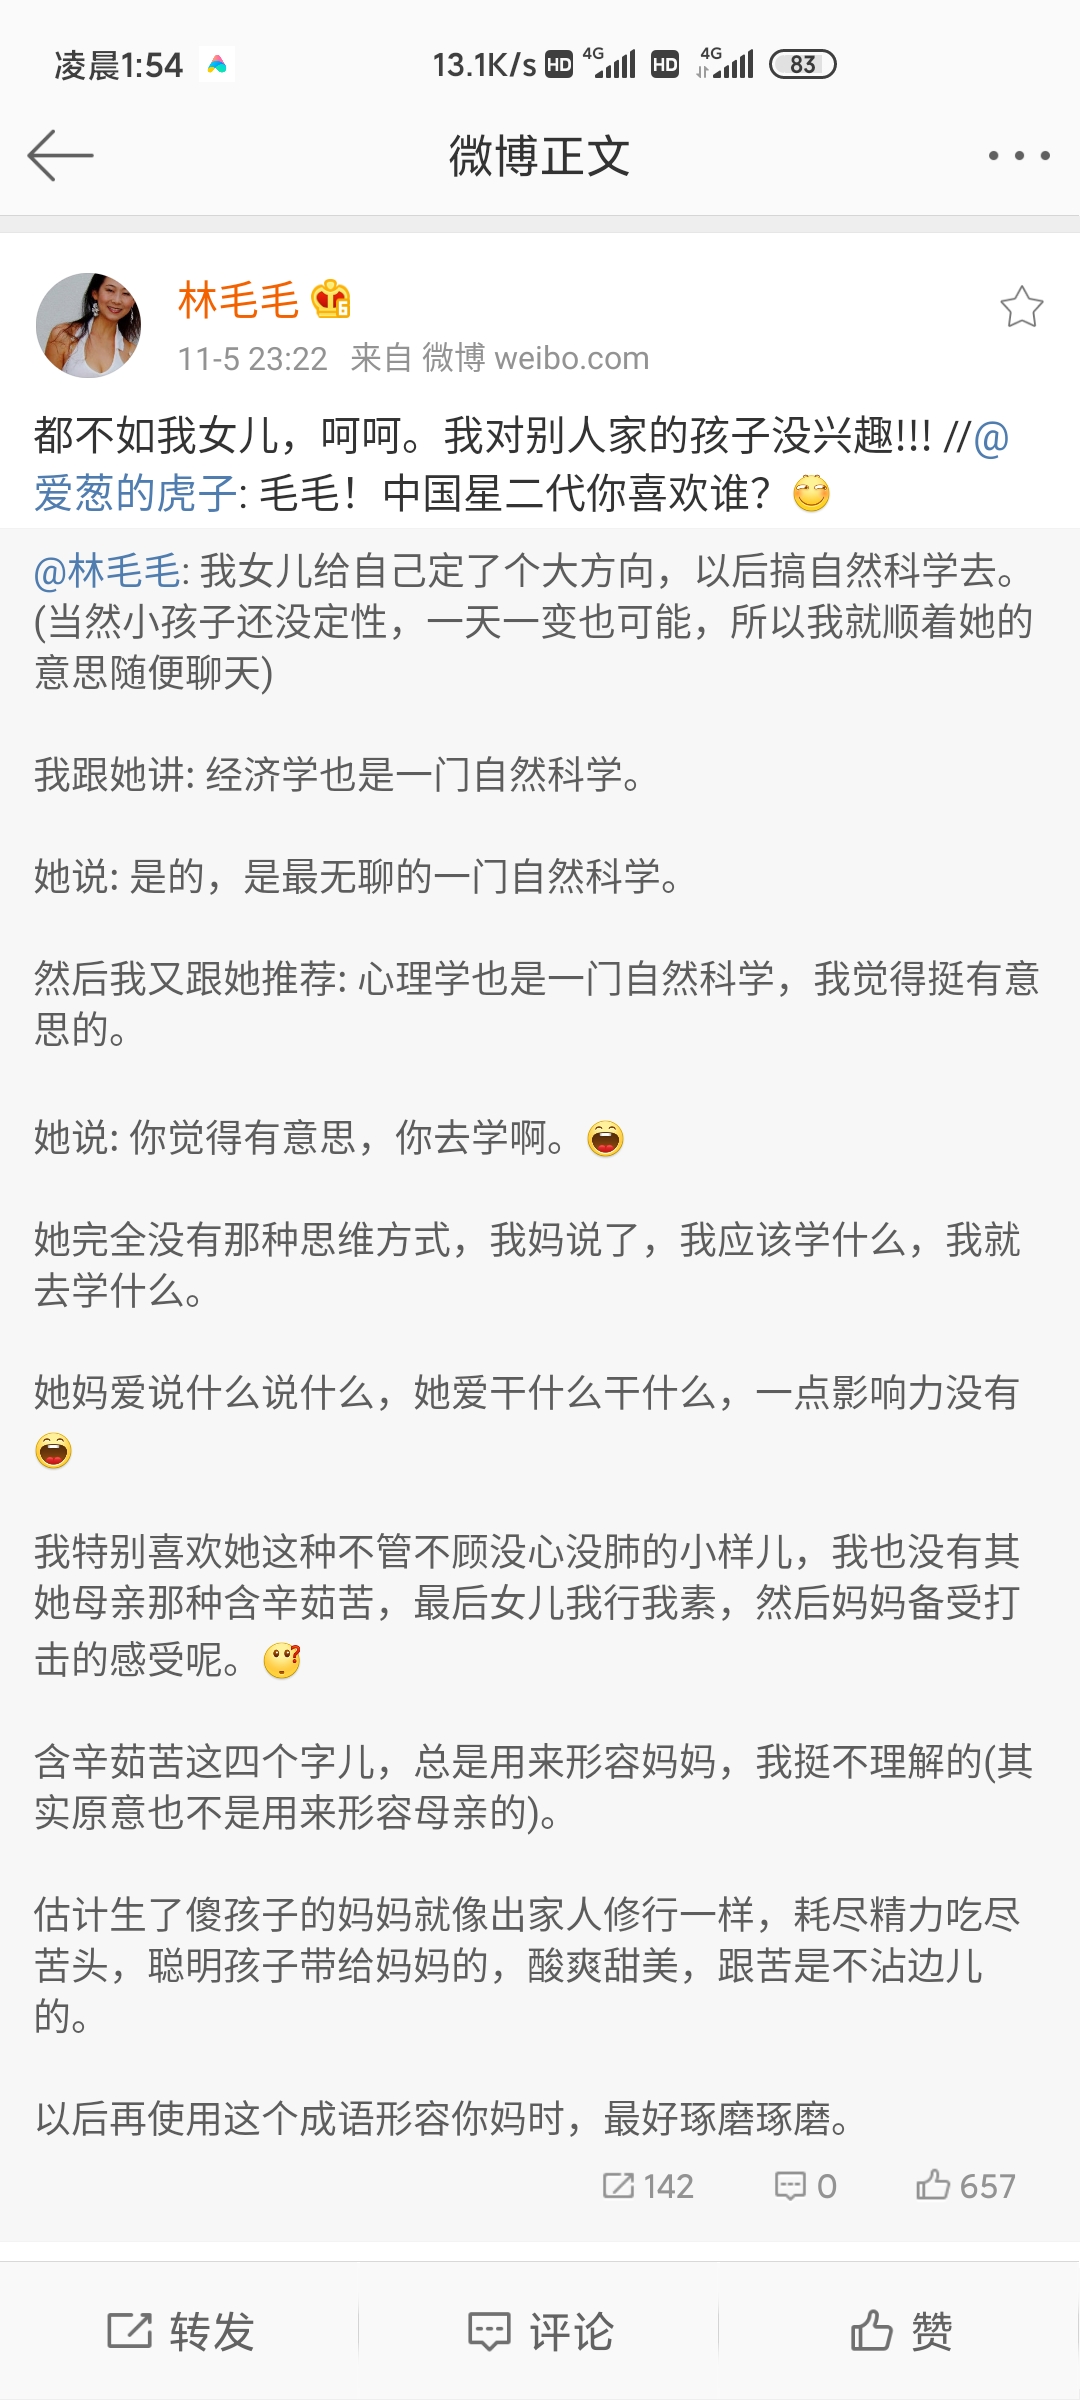 凌晨1:54
13.1K/s HD 4G HD 4G 83
微博正文
林毛毛
6
11-5 23:22 来自 微博 weibo.com
都不如我女儿，呵呵。我对别人家的孩子没兴趣!!! //@
爱葱的虎子: 毛毛！中国星二代你喜欢谁？
@林毛毛: 我女儿给自己定了个大方向，以后搞自然科学去。
(当然小孩子还没定性，一天一变也可能，所以我就顺着她的
意思随便聊天)
我跟她讲: 经济学也是一门自然科学。
她说: 是的，是最无聊的一门自然科学。
然后我又跟她推荐: 心理学也是一门自然科学，我觉得挺有意
思的。
她说: 你觉得有意思，你去学啊。
她完全没有那种思维方式，我妈说了，我应该学什么，我就
去学什么。
她妈爱说什么说什么，她爱干什么干什么，一点影响力没有
我特别喜欢她这种不管不顾没心没肺的小样儿，我也没有其
她母亲那种含辛茹苦，最后女儿我行我素，然后妈妈备受打
击的感受呢。
含辛茹苦这四个字儿，总是用来形容妈妈，我挺不理解的(其
实原意也不是用来形容母亲的)。
估计生了傻孩子的妈妈就像出家人修行一样，耗尽精力吃尽
苦头，聪明孩子带给妈妈的，酸爽甜美，跟苦是不沾边儿
的。
以后再使用这个成语形容你妈时，最好琢磨琢磨。
142 0 657
转发 评论 赞